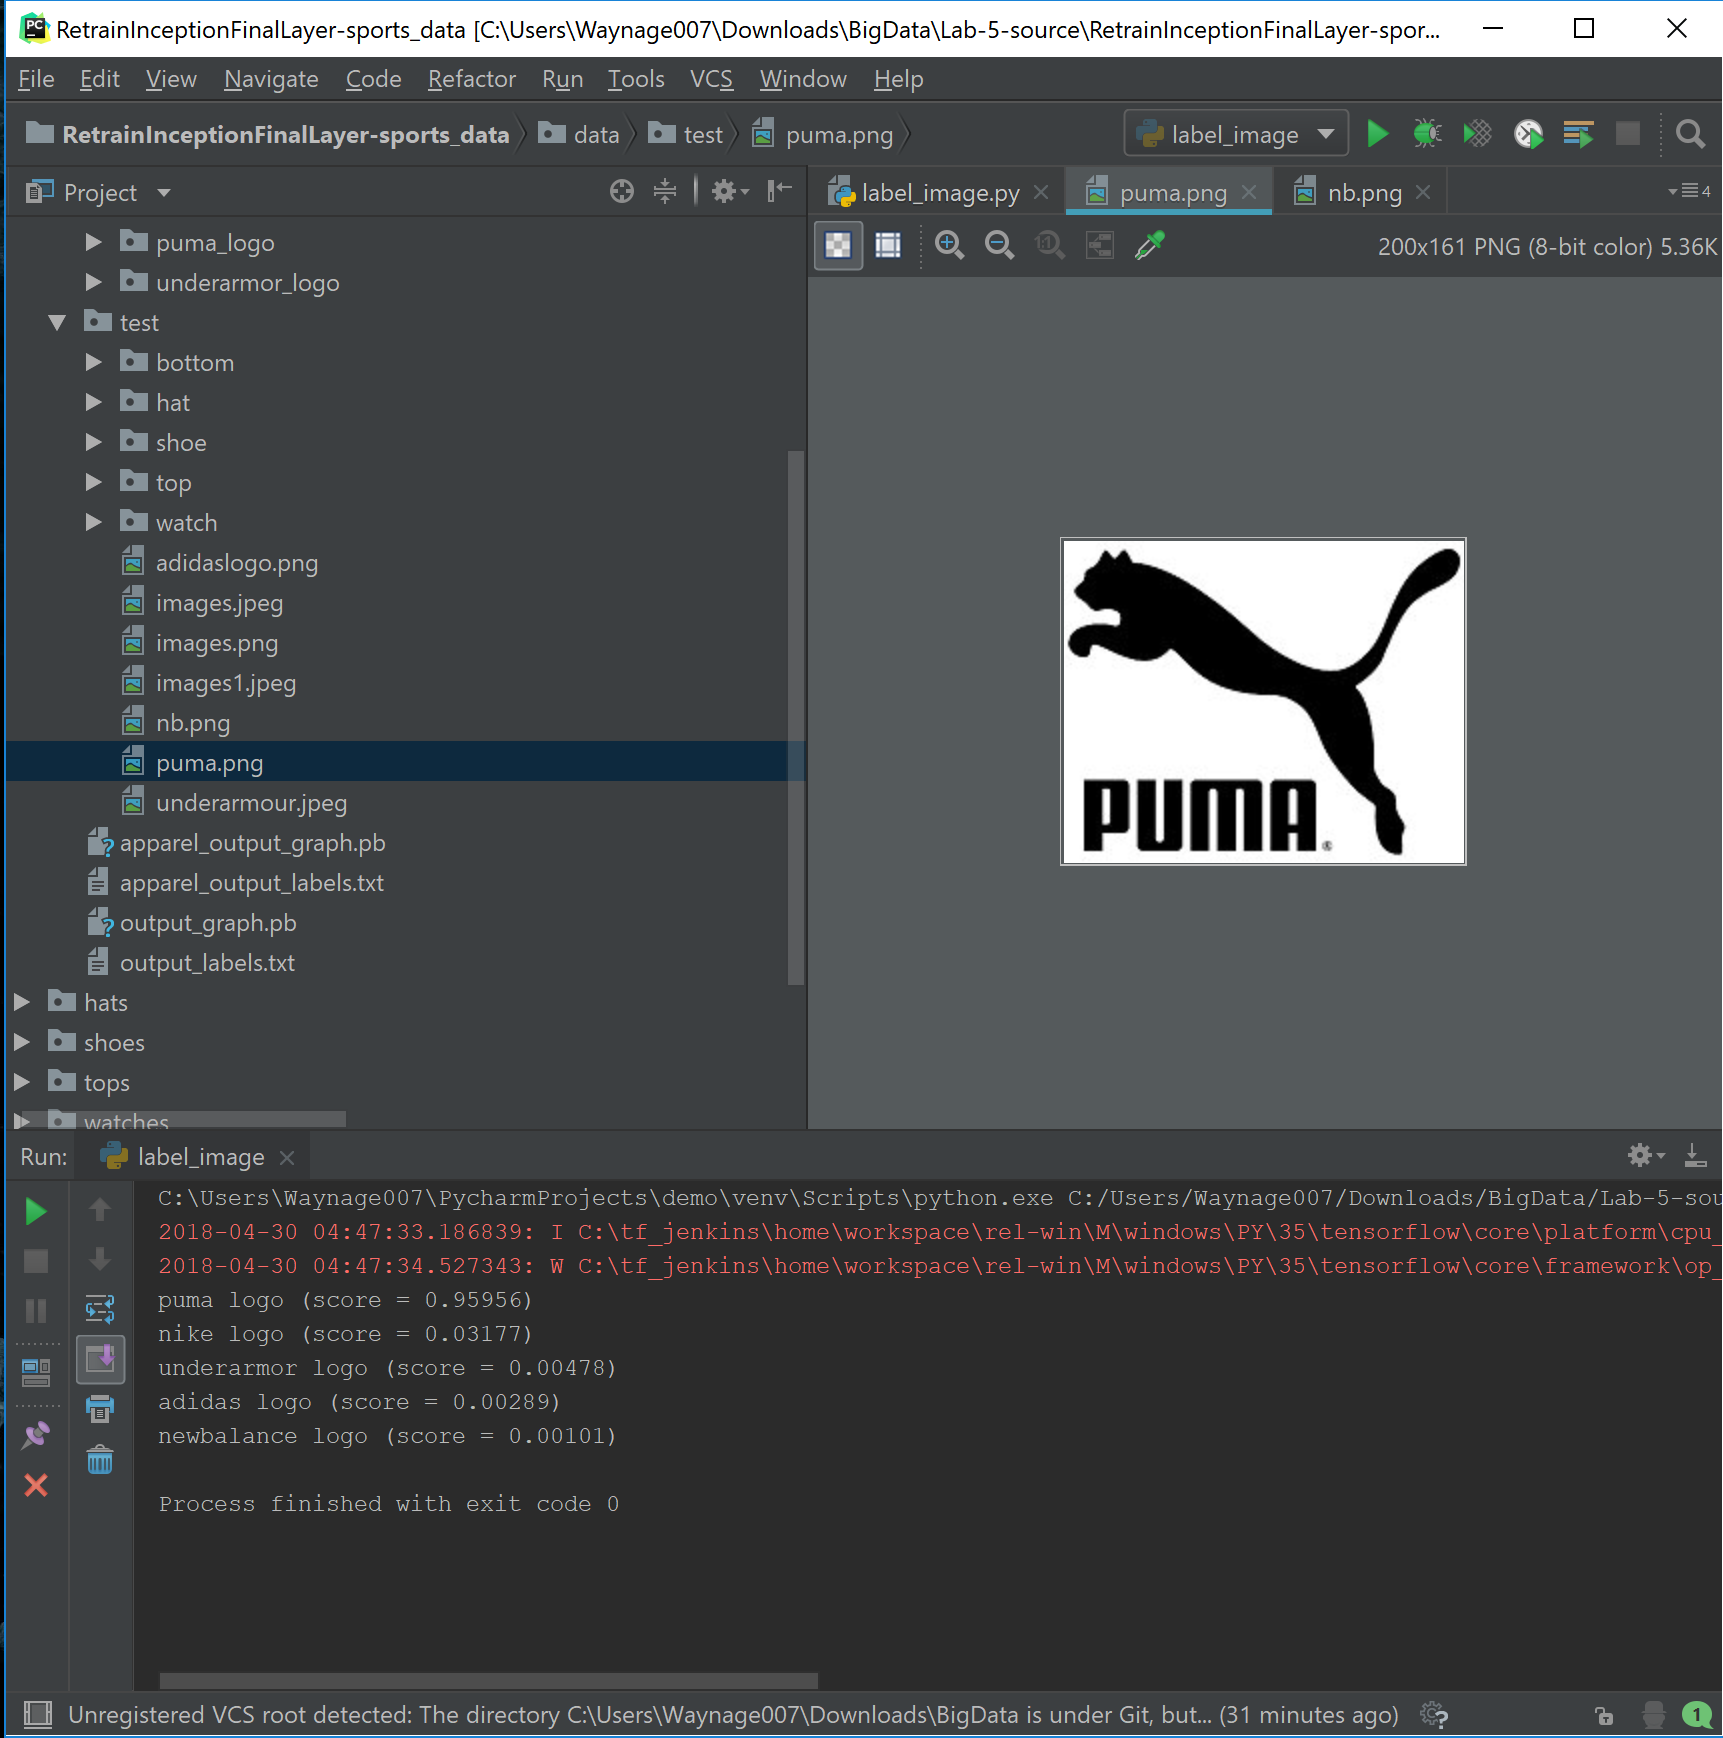 PC RetrainInceptionFinalLayer-sports_data [C:\Users\Waynage007\Downloads\BigData\Lab-5-source\RetrainInceptionFinalLayer-spor...
File Edit View Navigate Code Refactor Run Tools VCS Window Help
RetrainInceptionFinalLayer-sports_data data test puma.png label_image
Project label_image.py puma.png nb.png 4
1:1 200x161 PNG (8-bit color) 5.36K
puma_logo
underarmor_logo
test
bottom
hat
shoe
top
watch
adidaslogo.png
images.jpeg
images.png
images1.jpeg
nb.png
puma.png
underarmour.jpeg
apparel_output_graph.pb
apparel_output_labels.txt
output_graph.pb
output_labels.txt
hats
shoes
tops
watches
PUMA®
Run: label_image
C:\Users\Waynage007\PycharmProjects\demo\venv\Scripts\python.exe C:/Users/Waynage007/Downloads/BigData/Lab-5-sou
2018-04-30 04:47:33.186839: I C:\tf_jenkins\home\workspace\rel-win\M\windows\PY\35\tensorflow\core\platform\cpu_
2018-04-30 04:47:34.527343: W C:\tf_jenkins\home\workspace\rel-win\M\windows\PY\35\tensorflow\core\framework\op_
puma logo (score = 0.95956)
nike logo (score = 0.03177)
underarmor logo (score = 0.00478)
adidas logo (score = 0.00289)
newbalance logo (score = 0.00101)
Process finished with exit code 0
Unregistered VCS root detected: The directory C:\Users\Waynage007\Downloads\BigData is under Git, but... (31 minutes ago) 1